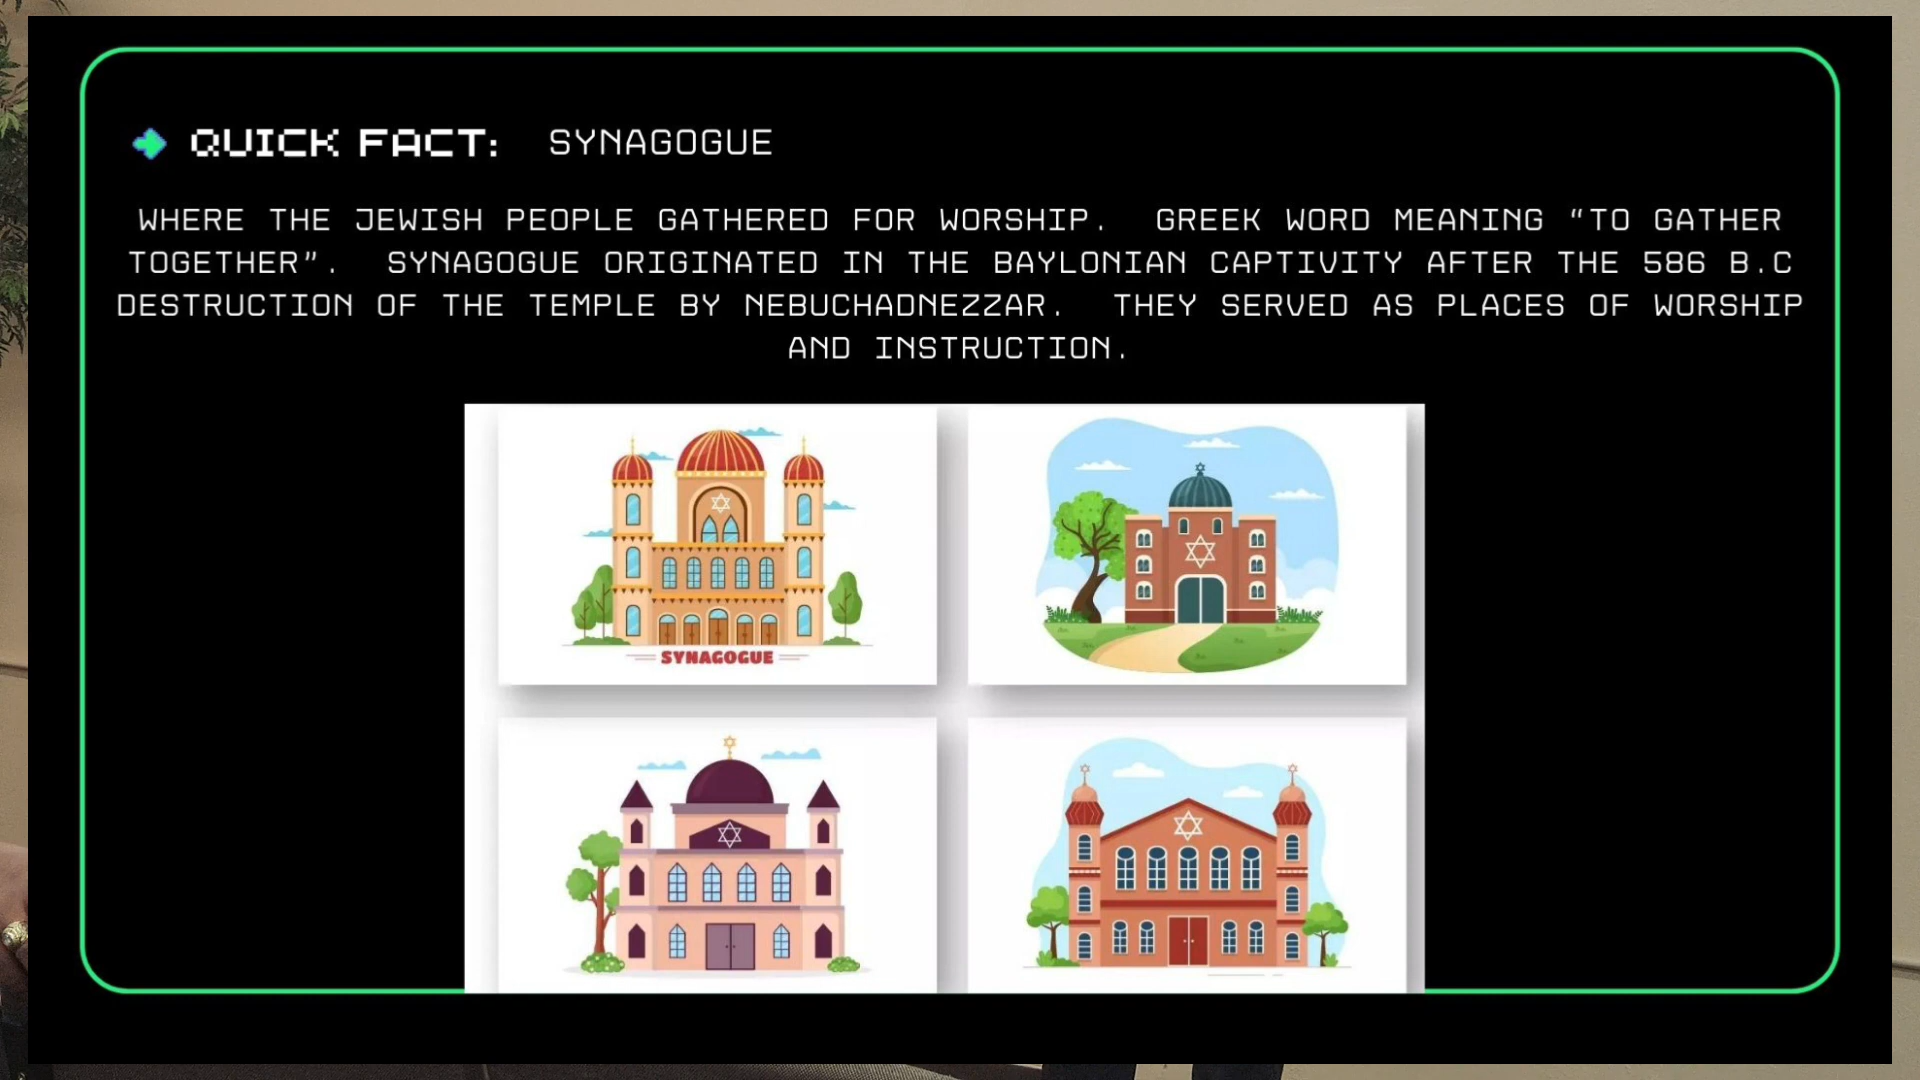 QUICK FACT: SYNAGOGUE
WHERE THE JEWISH PEOPLE GATHERED FOR WORSHIP. GREEK WORD MEANING "TO GATHER
TOGETHER". SYNAGOGUE ORIGINATED IN THE BAYLONIAN CAPTIVITY AFTER THE 586 B.C
DESTRUCTION OF THE TEMPLE BY NEBUCHADNEZZAR. THEY SERVED AS PLACES OF WORSHIP
AND INSTRUCTION.
SYNAGOGUE